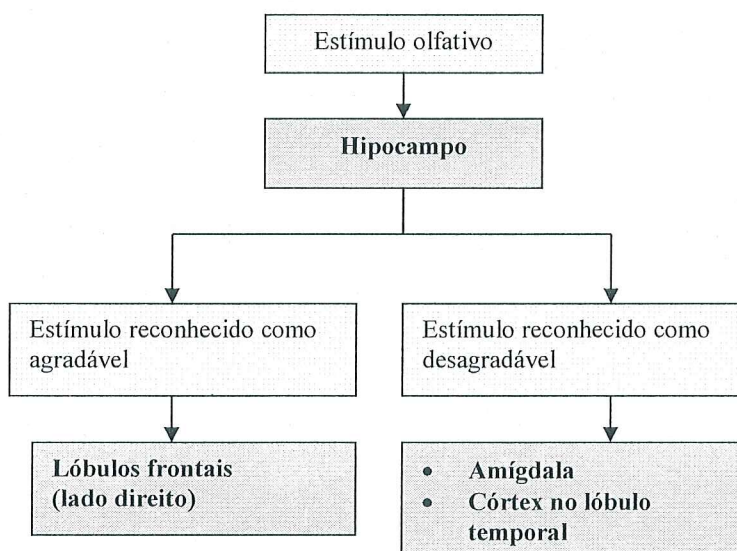 Estímulo olfativo
Hipocampo
Estímulo reconhecido como
agradável
Estímulo reconhecido como
desagradável
Lóbulos frontais
(lado direito)
• Amígdala
• Córtex no lóbulo
temporal